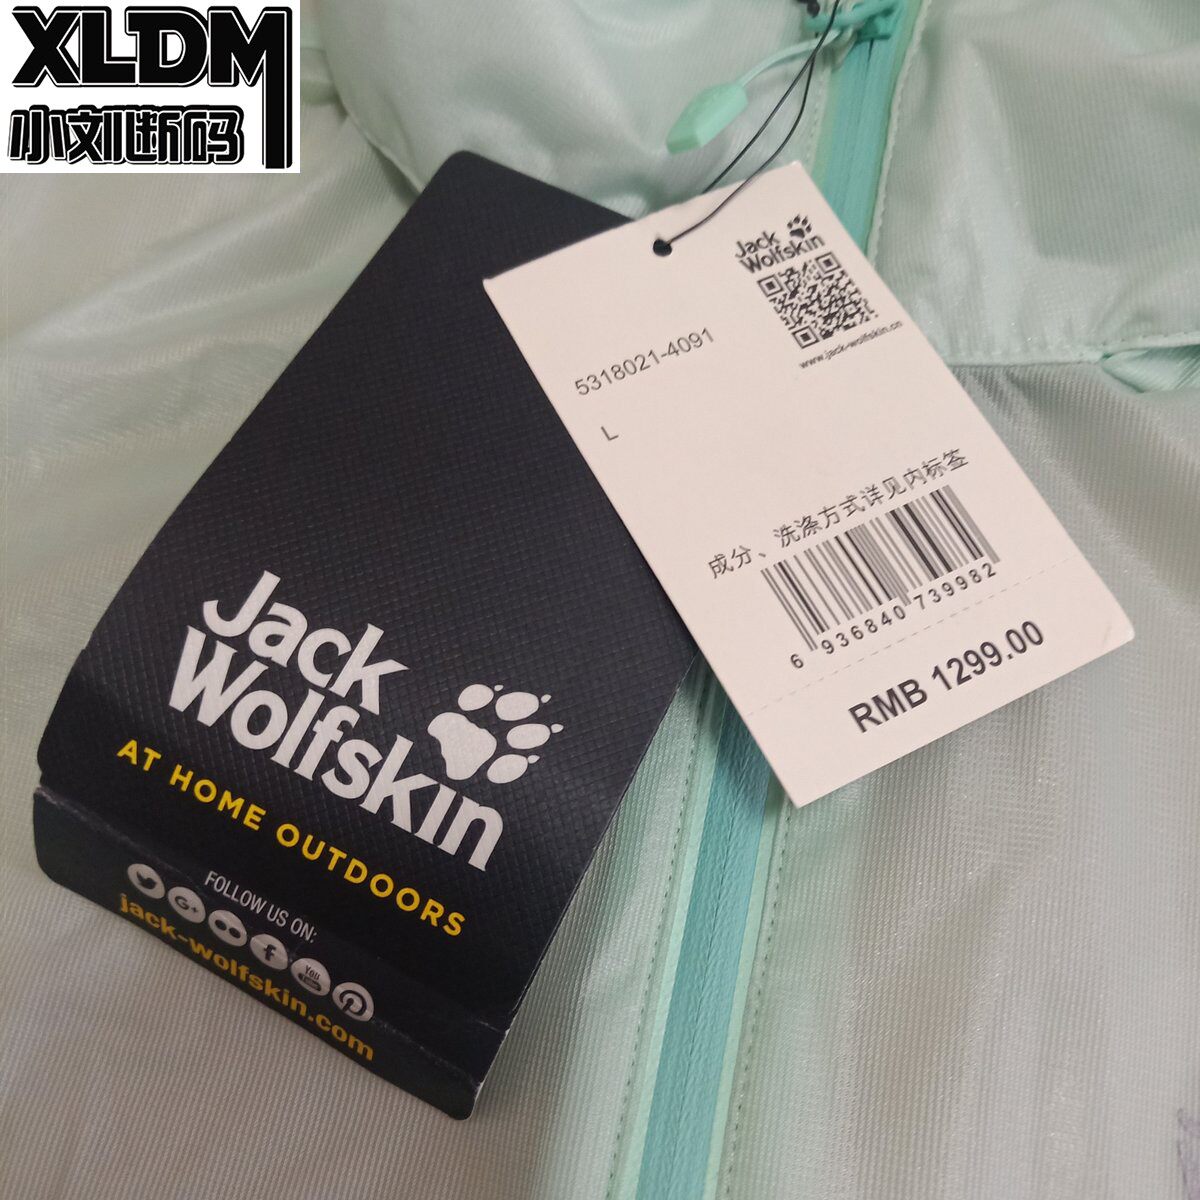 XLDM
小刘断码
Jack
Wolfskin
www.jack-wolfskin.cn
5318021-4091
L
成分、洗涤方式详见内标签
6 936840 739982
RMB 1299.00
Jack
Wolfskin
AT HOME OUTDOORS
FOLLOW US ON:
G+
f
You
Tube
jack-wolfskin.com